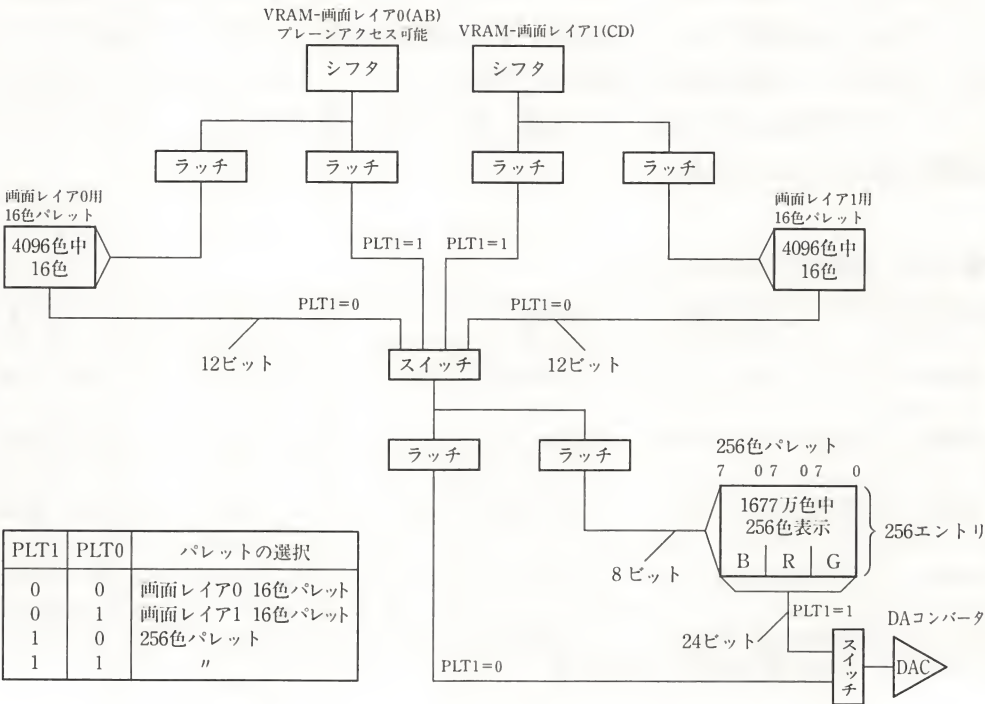 VRAM-画面レイア0(AB)
プレーンアクセス可能
VRAM-画面レイア1(CD)
シフタ
シフタ
ラッチ
ラッチ
ラッチ
ラッチ
画面レイア0用
16色パレット
4096色中
16色
画面レイア1用
16色パレット
4096色中
16色
PLT1=1
PLT1=1
PLT1=0
PLT1=0
12ビット
スイッチ
12ビット
ラッチ
ラッチ
256色パレット
7 0 7 0 7 0
1677万色中
256色表示
B R G
256エントリ
8ビット
PLT1=1
24ビット
DAコンバータ
スイッチ
DAC
PLT1=0
PLT1 PLT0 パレットの選択
0 0 画面レイア0 16色パレット
0 1 画面レイア1 16色パレット
1 0 256色パレット
1 1 〃